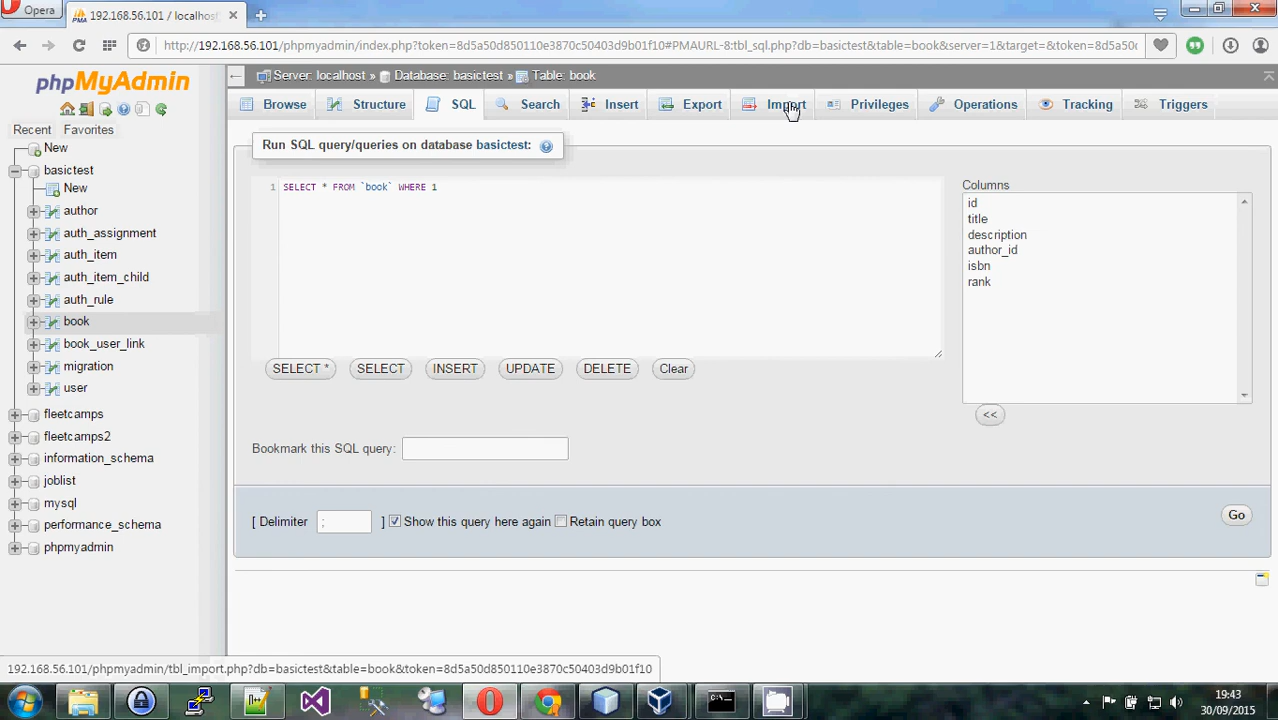 Opera
192.168.56.101 / localhost
http://192.168.56.101/phpmyadmin/index.php?token=8d5a50d850110e3870c50403d9b01f10#PMAURL-8:tbl_sql.php?db=basictest&table=book&server=1&target=&token=8d5a50
phpMyAdmin
Recent Favorites
New
basictest
New
author
auth_assignment
auth_item
auth_item_child
auth_rule
book
book_user_link
migration
user
fleetcamps
fleetcamps2
information_schema
joblist
mysql
performance_schema
phpmyadmin
Server: localhost » Database: basictest » Table: book
Browse Structure SQL Search Insert Export Import Privileges Operations Tracking Triggers
Run SQL query/queries on database basictest:
1 SELECT * FROM `book` WHERE 1
Columns
id
title
description
author_id
isbn
rank
<<
SELECT * SELECT INSERT UPDATE DELETE Clear
Bookmark this SQL query:
[ Delimiter ; ] Show this query here again Retain query box
Go
192.168.56.101/phpmyadmin/tbl_import.php?db=basictest&table=book&token=8d5a50d850110e3870c50403d9b01f10
19:43
30/09/2015